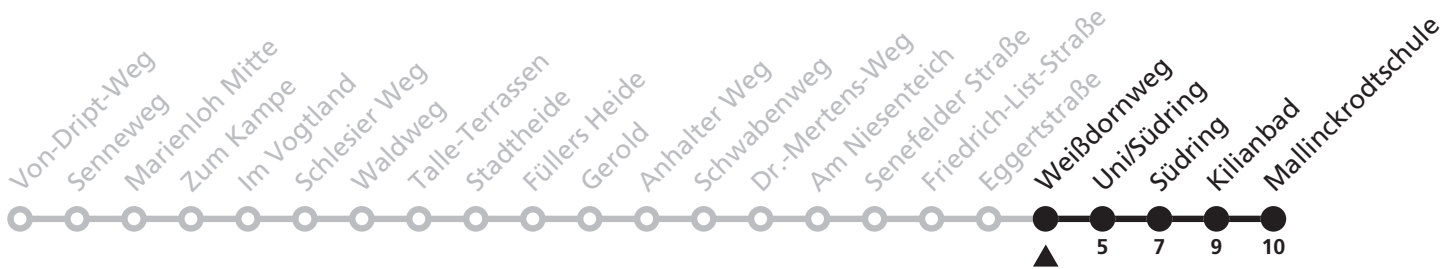 Von-Dript-Weg
Senneweg
Marienloh Mitte
Zum Kampe
Im Vogtland
Schlesier Weg
Waldweg
Talle-Terrassen
Stadtheide
Füllers Heide
Gerold
Anhalter Weg
Schwabenweg
Dr.-Mertens-Weg
Am Niesenteich
Senefelder Straße
Friedrich-List-Straße
Eggertstraße
Weißdornweg
Uni/Südring
Südring
Kilianbad
Mallinckrodtschule
5 7 9 10